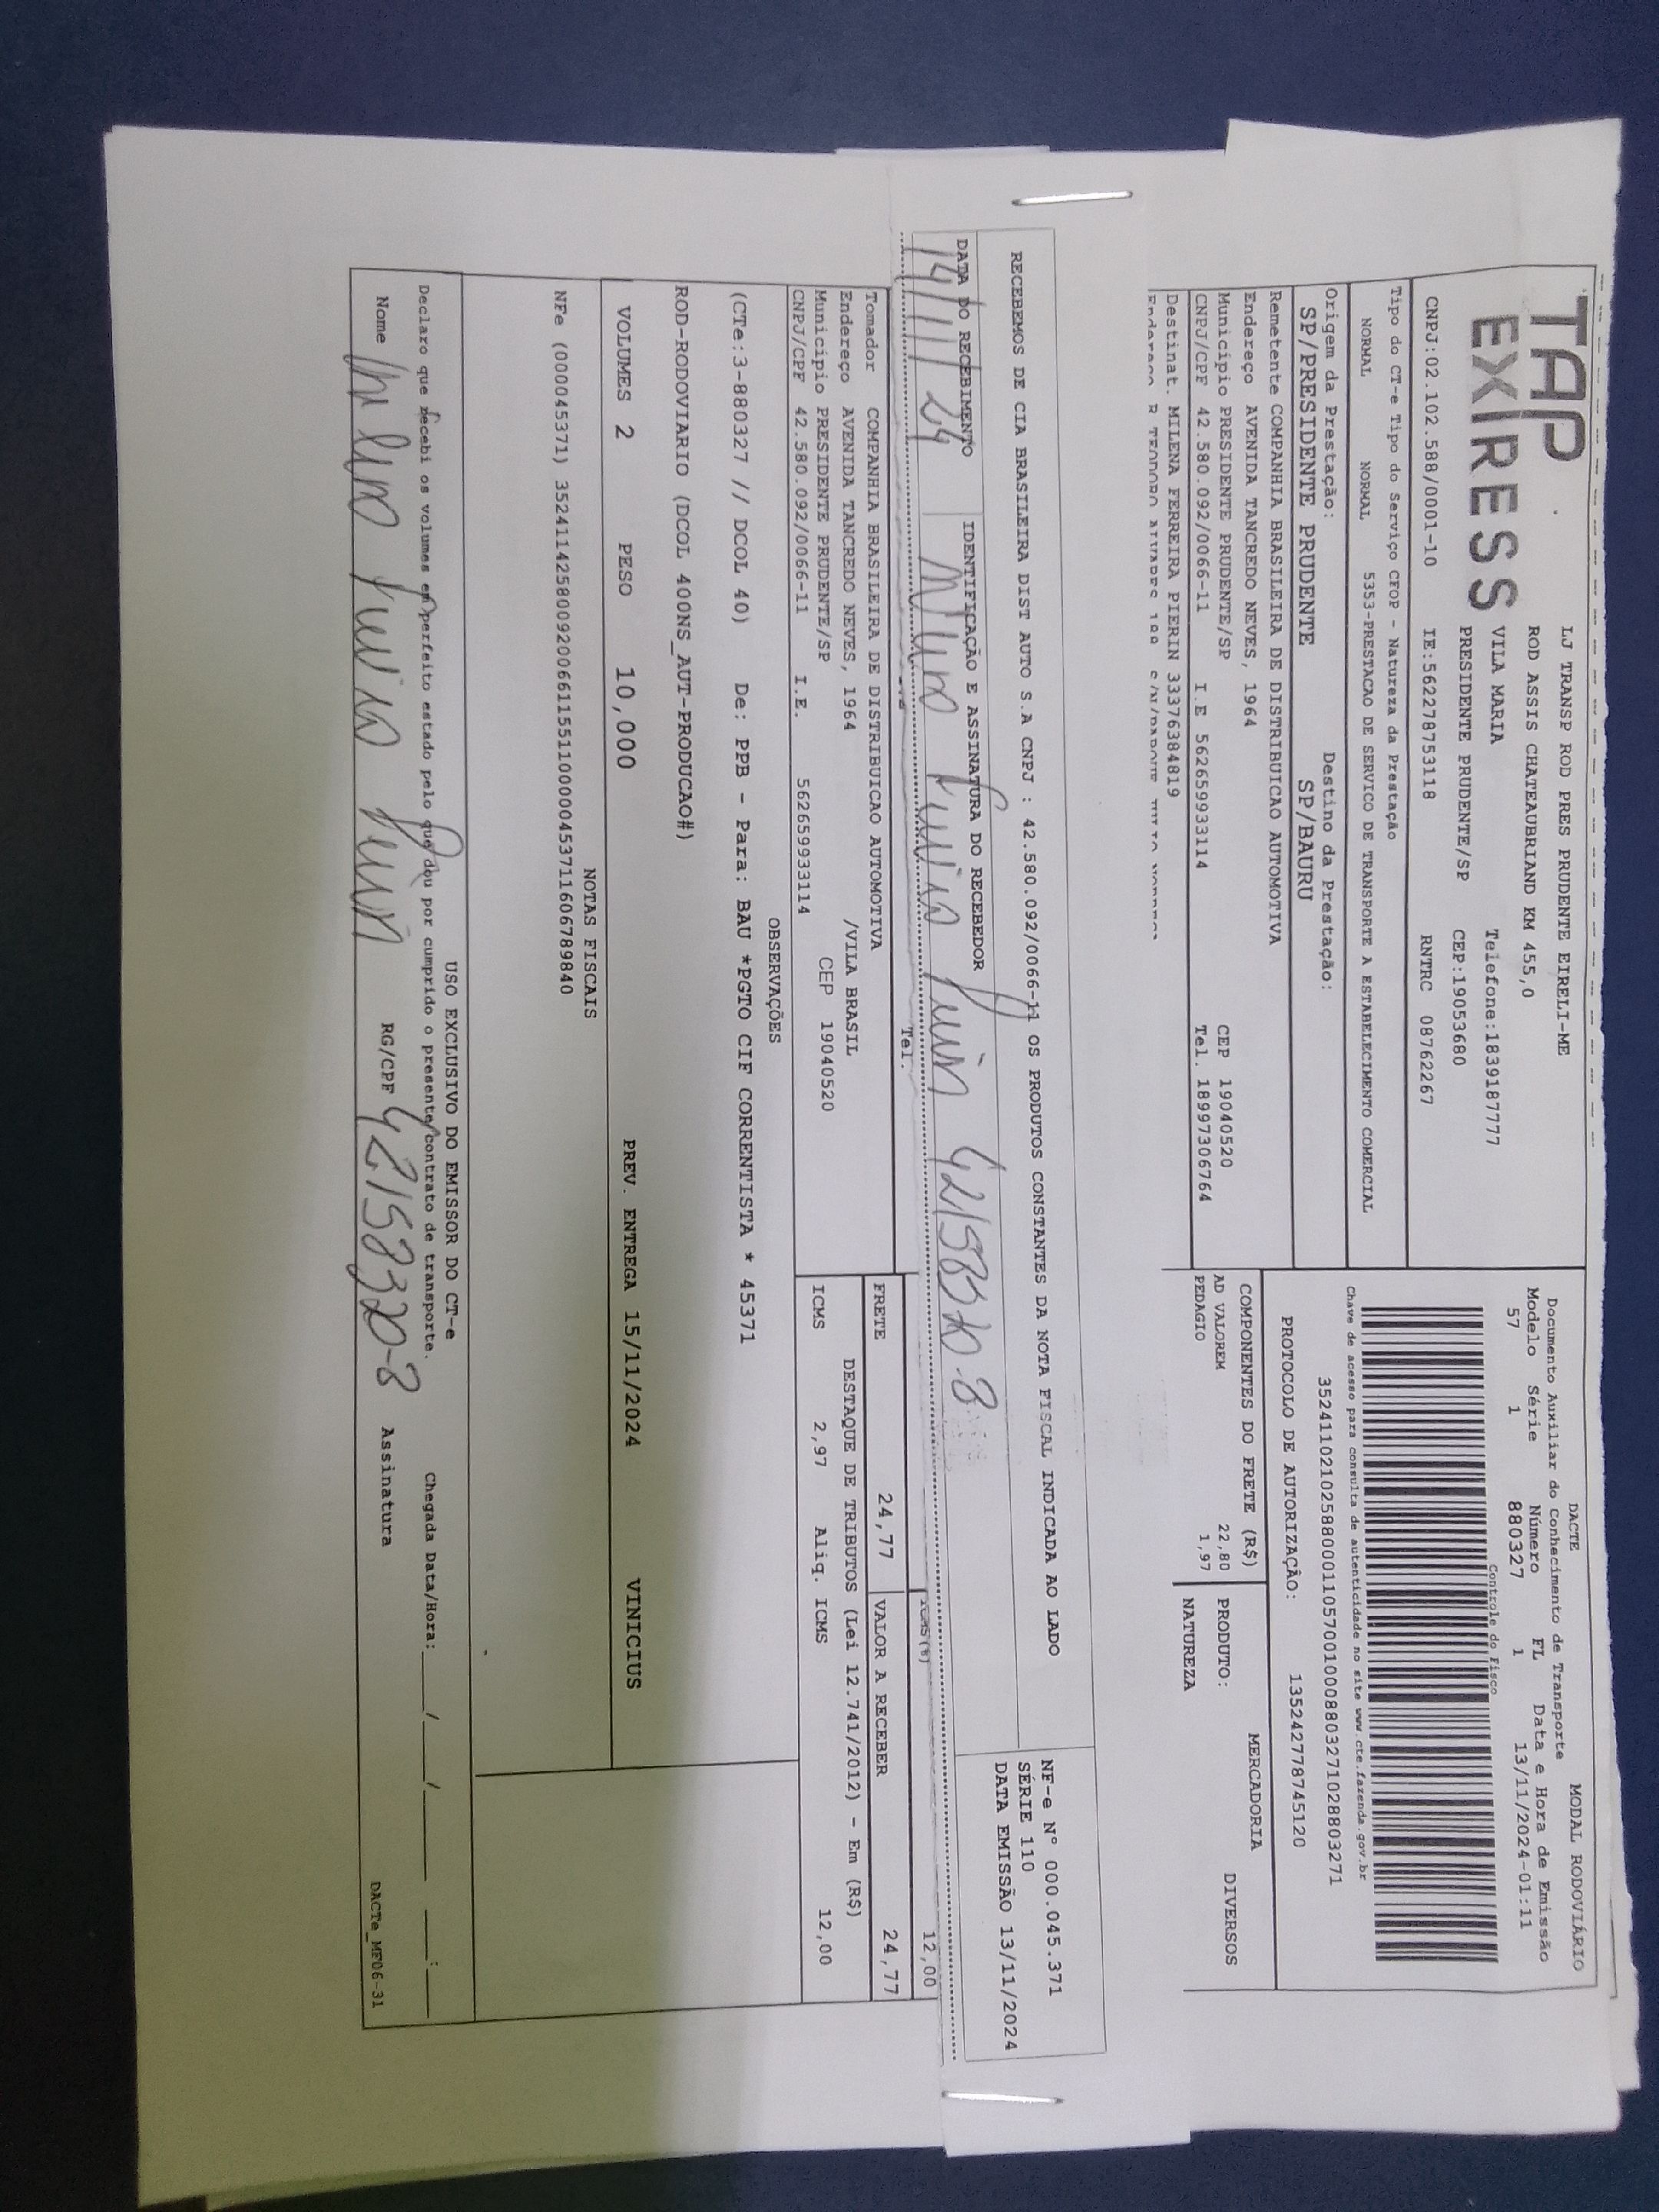 TAP
EXPRESS
LJ TRANSP ROD PRES PRUDENTE EIRELI-ME
ROD ASSIS CHATEAUBRIAND KM 455,0
VILA MARIA Telefone:1839187777
PRESIDENTE PRUDENTE/SP CEP:19053680
CNPJ:02.102.588/0001-10 IE:562278753118 RNTRC 08762267
Tipo do CT-e Tipo do Serviço CFOP - Natureza da Prestação
NORMAL NORMAL 5353-PRESTACAO DE SERVICO DE TRANSPORTE A ESTABELECIMENTO COMERCIAL
Origem da Prestação: Destino da Prestação:
SP/PRESIDENTE PRUDENTE SP/BAURU
Remetente COMPANHIA BRASILEIRA DE DISTRIBUICAO AUTOMOTIVA
Endereço AVENIDA TANCREDO NEVES, 1964
Município PRESIDENTE PRUDENTE/SP CEP 19040520
CNPJ/CPF 42.580.092/0066-11 I.E 562659933114 Tel. 18997306764
Destinat. MILENA FERREIRA PIERIN 33376384819
DACTE MODAL RODOVIÁRIO
Documento Auxiliar do Conhecimento de Transporte
Modelo Série Número FL Data e Hora de Emissão
57 1 880327 1 13/11/2024-01:11
Controle do Fisco
Chave de acesso para consulta de autenticidade no site www.cte.fazenda.gov.br
35241102102588000110570010008803271028803271
PROTOCOLO DE AUTORIZAÇÃO: 135242778745120
COMPONENTES DO FRETE (R$) MERCADORIA
AD VALOREM 22,80 PRODUTO: DIVERSOS
PEDAGIO 1,97 NATUREZA
RECEBEMOS DE CIA BRASILEIRA DIST AUTO S.A CNPJ : 42.580.092/0066-11 OS PRODUTOS CONSTANTES DA NOTA FISCAL INDICADA AO LADO
NF-e Nº 000.045.371
SÉRIE 110
DATA EMISSÃO 13/11/2024
DATA DO RECEBIMENTO IDENTIFICAÇÃO E ASSINATURA DO RECEBEDOR
14/11/24 Milena Ferreira Pierin 42158320-8
Tel.
12,00
Tomador COMPANHIA BRASILEIRA DE DISTRIBUICAO AUTOMOTIVA
Endereço AVENIDA TANCREDO NEVES, 1964 /VILA BRASIL
Município PRESIDENTE PRUDENTE/SP CEP 19040520
CNPJ/CPF 42.580.092/0066-11 I.E. 562659933114
FRETE 24,77 VALOR A RECEBER 24,77
DESTAQUE DE TRIBUTOS (Lei 12.741/2012) - Em (R$)
ICMS 2,97 Aliq. ICMS 12,00
OBSERVAÇÕES
(CTe:3-880327 // DCOL 40) De: PPB - Para: BAU *PGTO CIF CORRENTISTA * 45371
ROD-RODOVIARIO (DCOL 400NS_AUT-PRODUCAO#)
VOLUMES 2 PESO 10,000 PREV. ENTREGA 15/11/2024 VINICIUS
NOTAS FISCAIS
NFe (000045371) 35241142580092006611551100000453711606789840
USO EXCLUSIVO DO EMISSOR DO CT-e
Declaro que recebi os volumes em perfeito estado pelo que dou por cumprido o presente contrato de transporte. Chegada Data/Hora:____/____/____ ____:____
Nome Milena Ferreira Pierin RG/CPF 42158320-8 Assinatura
DACTe_MF06-31